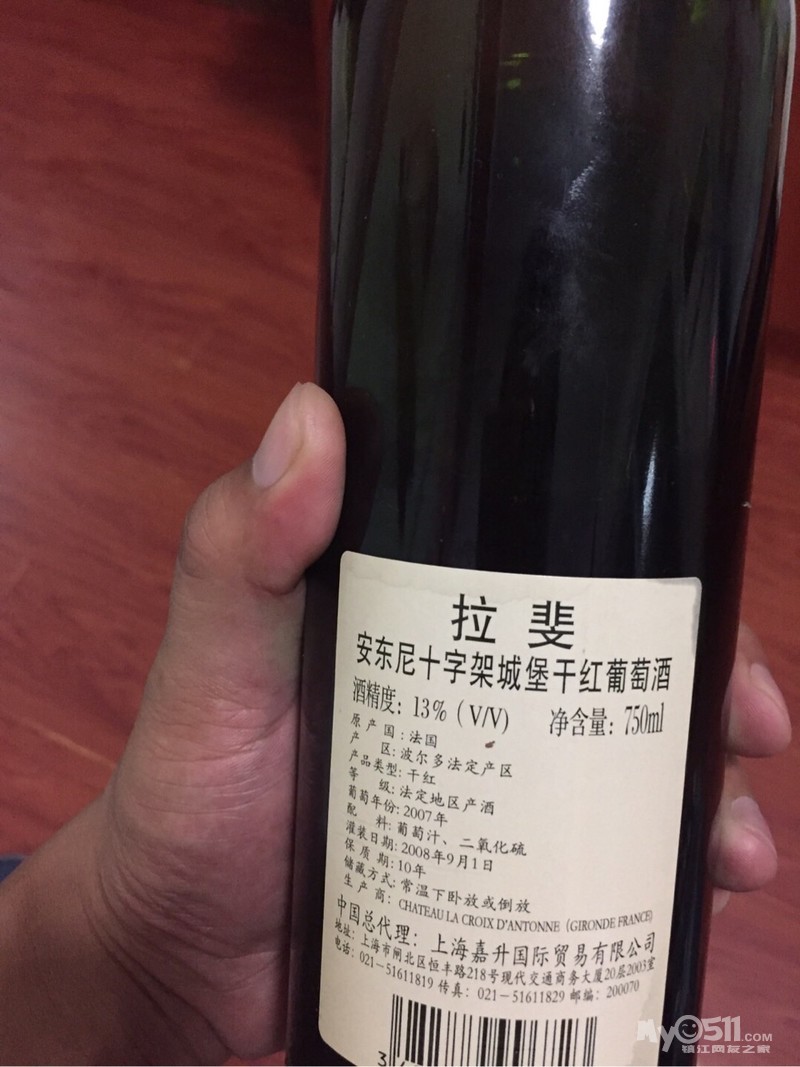 拉斐
安东尼十字架城堡干红葡萄酒
酒精度：13%（V/V） 净含量：750ml
原产国：法国
产区：波尔多法定产区
产品类型：干红
等级：法定地区产酒
葡萄年份：2007年
配料：葡萄汁、二氧化硫
灌装日期：2008年9月1日
保质期：10年
储藏方式：常温下卧放或倒放
生产商：CHATEAU LA CROIX D'ANTONNE (GIRONDE FRANCE)
中国总代理：上海嘉升国际贸易有限公司
地址：上海市闸北区恒丰路218号现代交通商务大厦20层2003室
电话：021-51611819 传真：021-51611829 邮编：200070
3
MY0511.COM
镇江网友之家